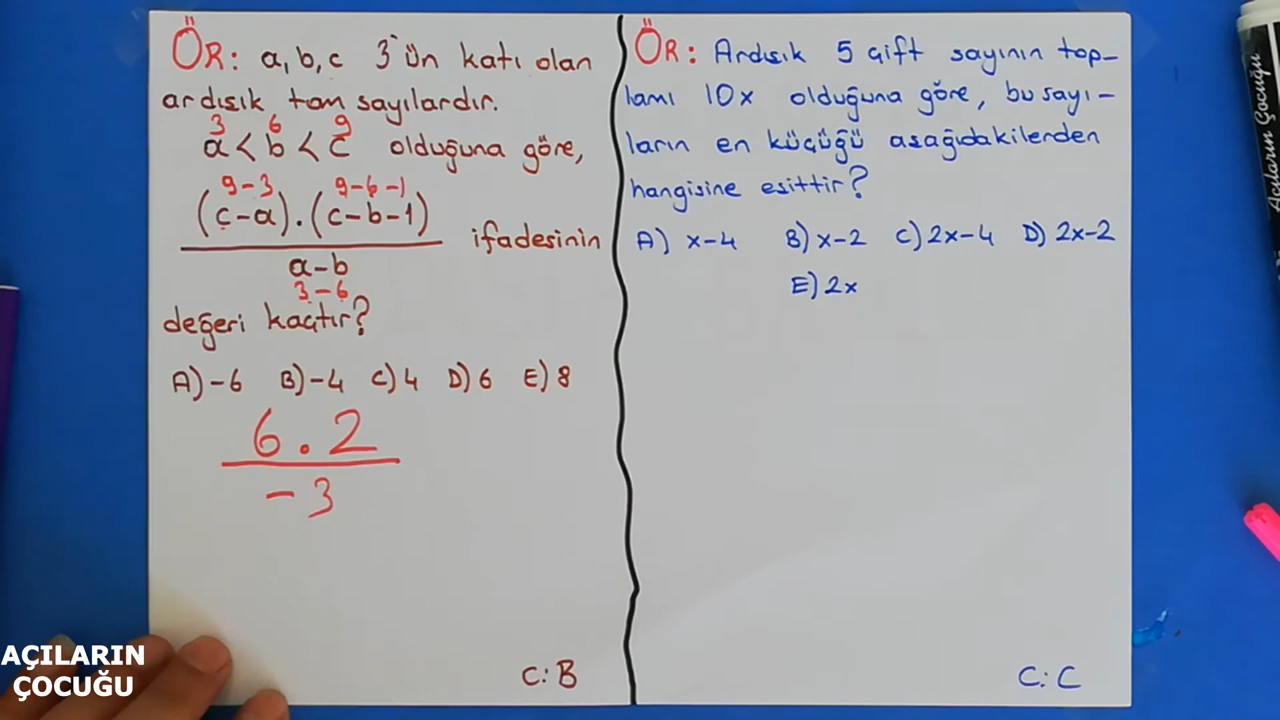 ÖR: a, b, c 3'ün katı olan
ardışık tam sayılardır.
3 6 9
a < b < c olduğuna göre,
9-3 9-6-1
(c-a).(c-b-1)
ifadesinin
a-b
3-6
değeri kaçtır?
A) -6 B) -4 C) 4 D) 6 E) 8
6.2
-3
C: B
ÖR: Ardışık 5 çift sayının top-
lamı 10x olduğuna göre, bu sayı-
ların en küçüğü aşağıdakilerden
hangisine eşittir?
A) x-4 B) x-2 C) 2x-4 D) 2x-2
E) 2x
C: C
Açıların Çocuğu
AÇILARIN
ÇOCUĞU